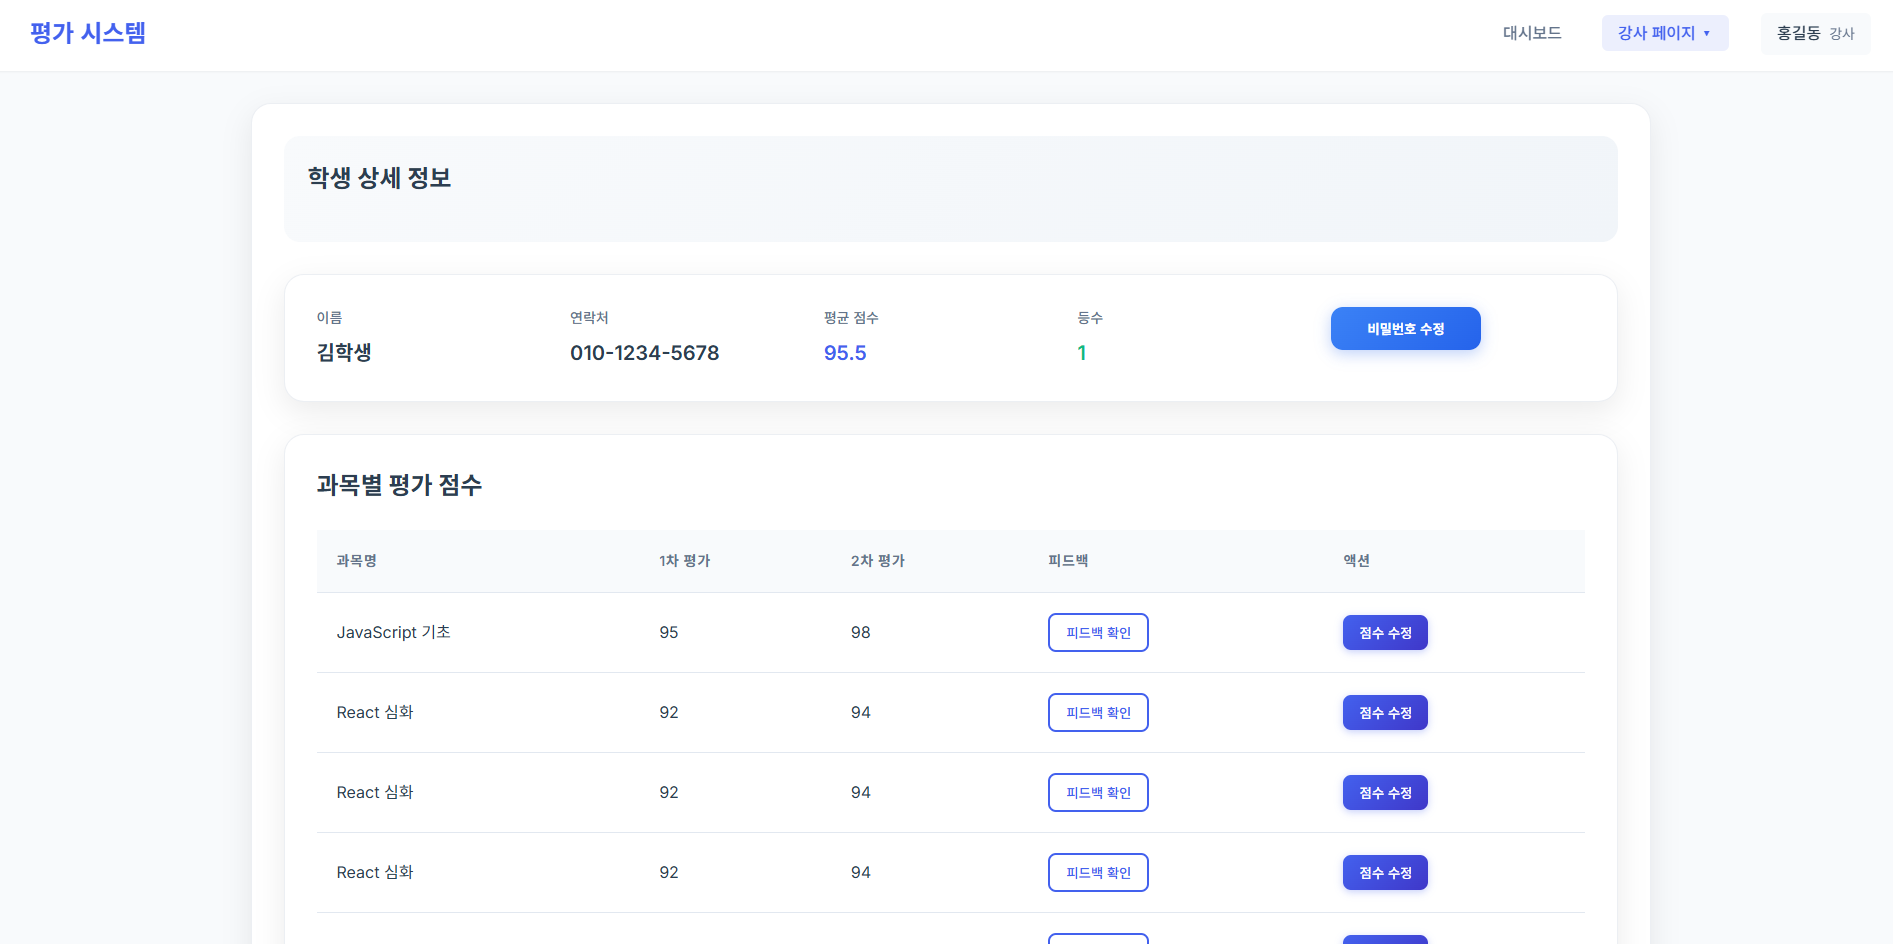 평가 시스템
대시보드 강사 페이지 ▼ 홍길동 강사
학생 상세 정보
이름 연락처 평균 점수 등수 비밀번호 수정
김학생 010-1234-5678 95.5 1
과목별 평가 점수
과목명 1차 평가 2차 평가 피드백 액션
JavaScript 기초 95 98 피드백 확인 점수 수정
React 심화 92 94 피드백 확인 점수 수정
React 심화 92 94 피드백 확인 점수 수정
React 심화 92 94 피드백 확인 점수 수정